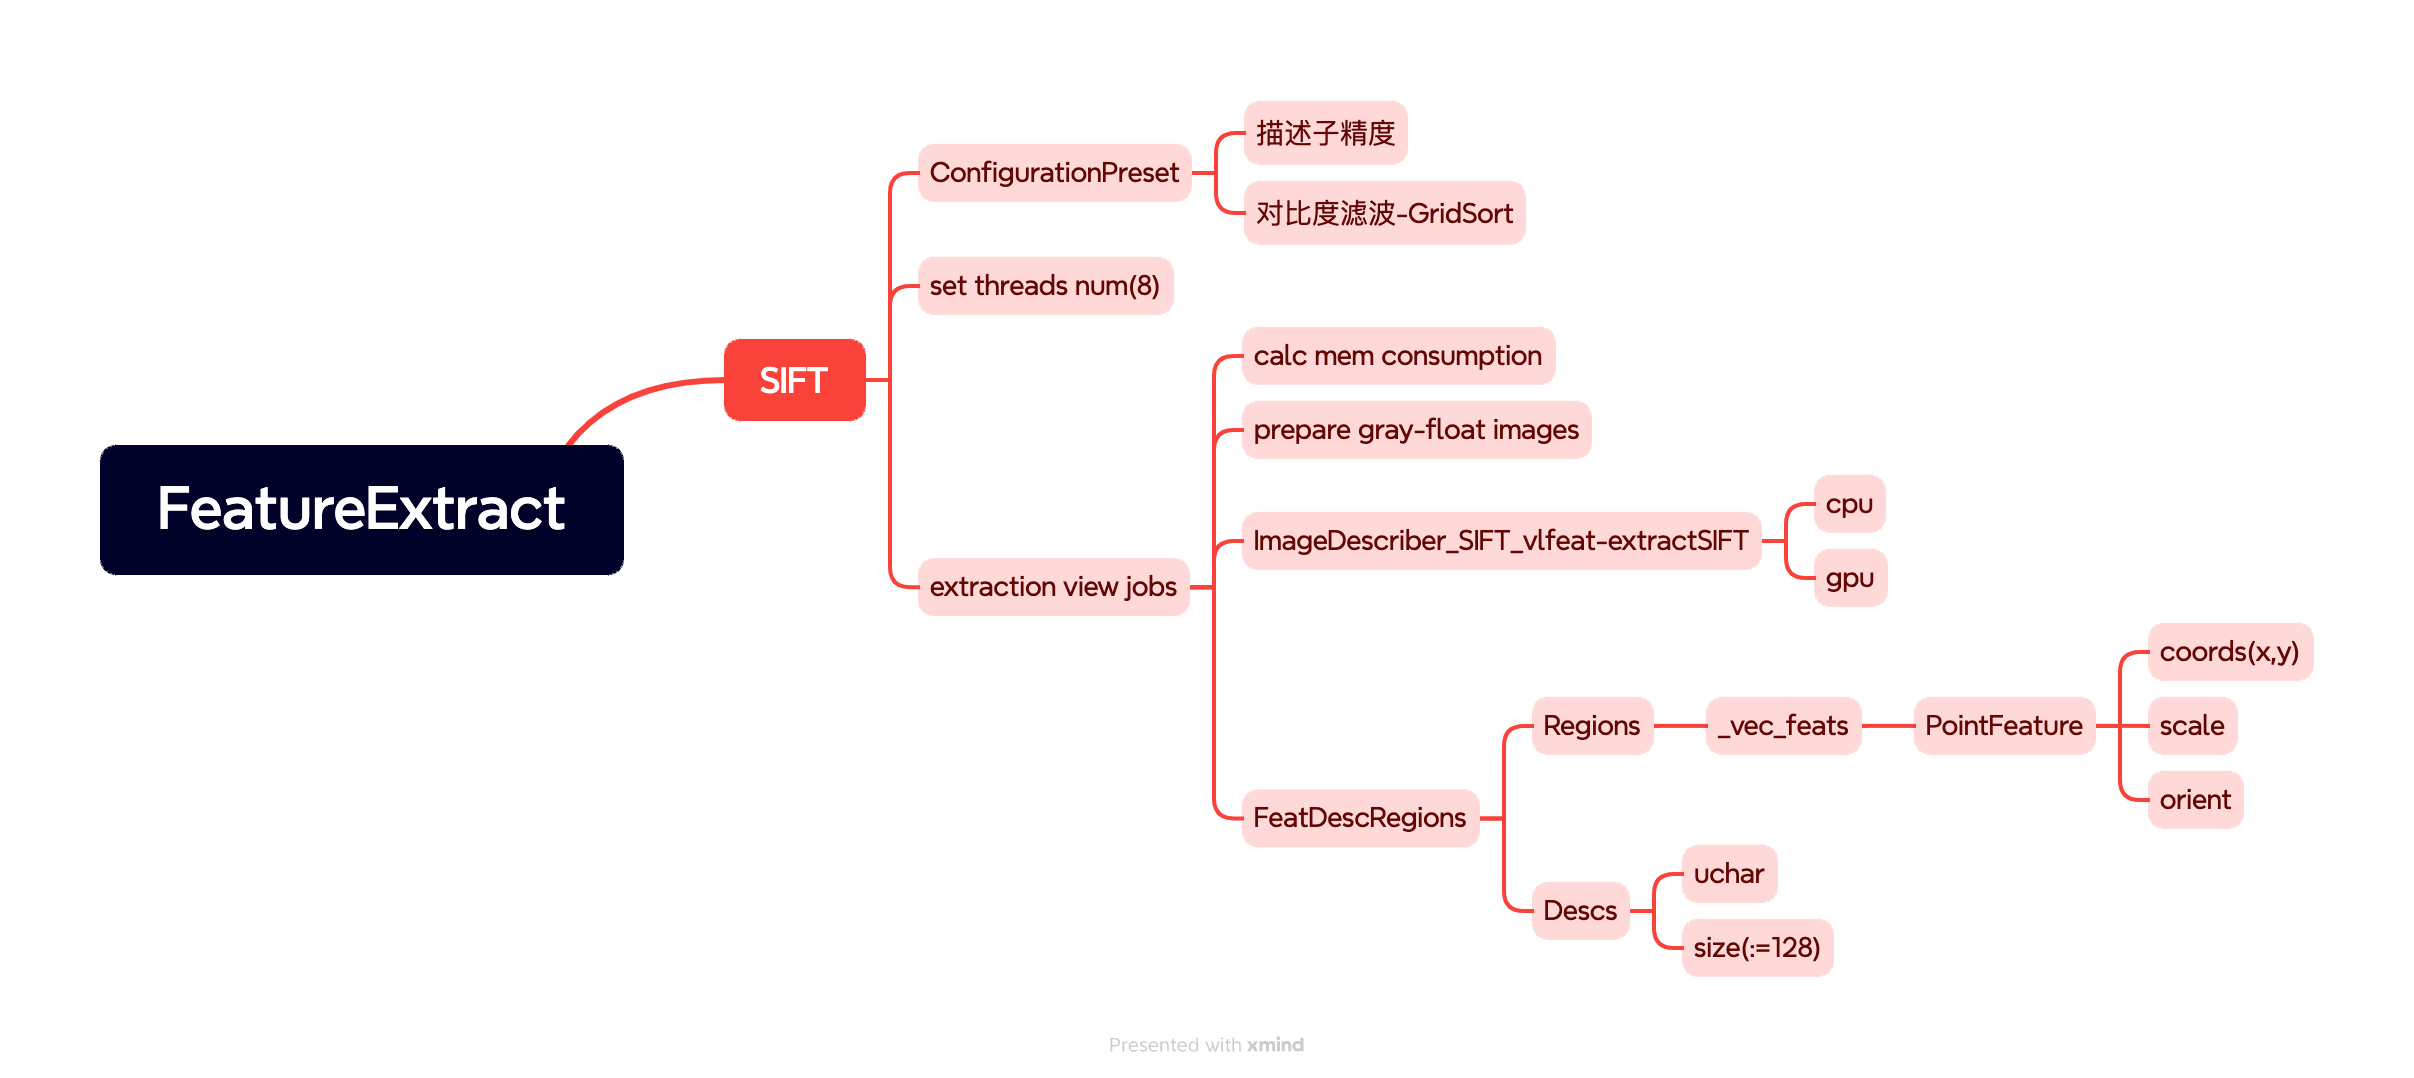 FeatureExtract
SIFT
ConfigurationPreset
描述子精度
对比度滤波-GridSort
set threads num(8)
extraction view jobs
calc mem consumption
prepare gray-float images
ImageDescriber_SIFT_vlfeat-extractSIFT
cpu
gpu
FeatDescRegions
Regions
_vec_feats
PointFeature
coords(x,y)
scale
orient
Descs
uchar
size(:=128)
Presented with xmind